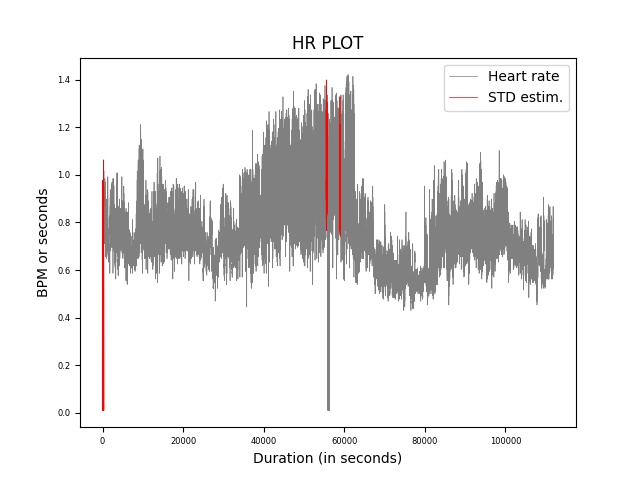 HR PLOT
Heart rate
STD estim.
1.4
1.2
1.0
0.8
0.6
0.4
0.2
0.0
BPM or seconds
0 20000 40000 60000 80000 100000
Duration (in seconds)